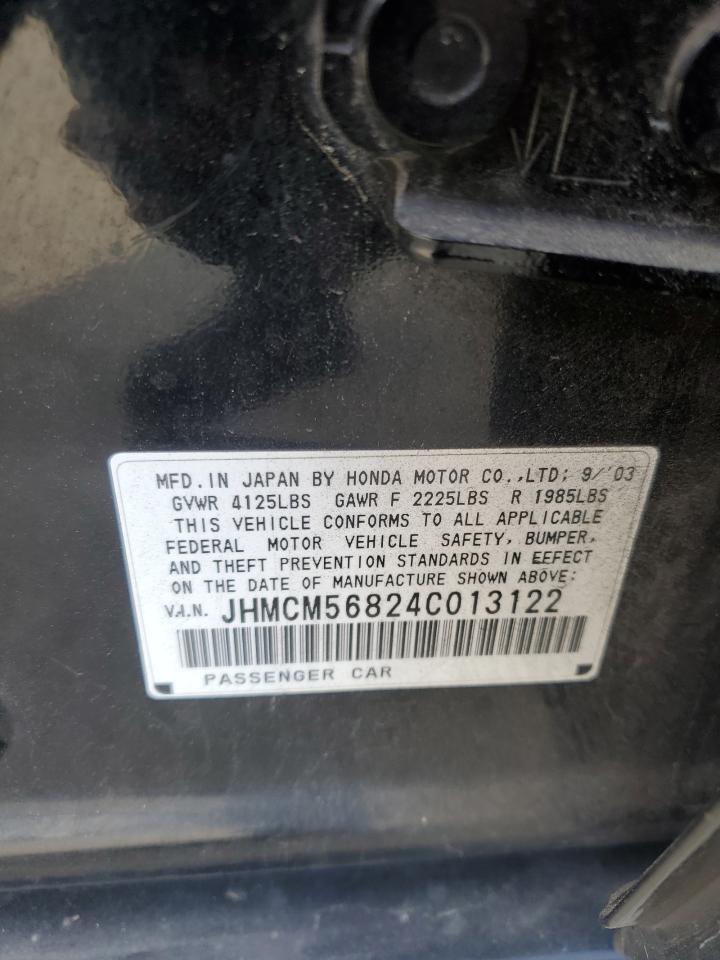 MFD. IN JAPAN BY HONDA MOTOR CO.,LTD; 9/'03
GVWR 4125LBS GAWR F 2225LBS R 1985LBS
THIS VEHICLE CONFORMS TO ALL APPLICABLE
FEDERAL MOTOR VEHICLE SAFETY, BUMPER,
AND THEFT PREVENTION STANDARDS IN EFFECT
ON THE DATE OF MANUFACTURE SHOWN ABOVE;
V.I.N. JHMCM56824C013122
PASSENGER CAR